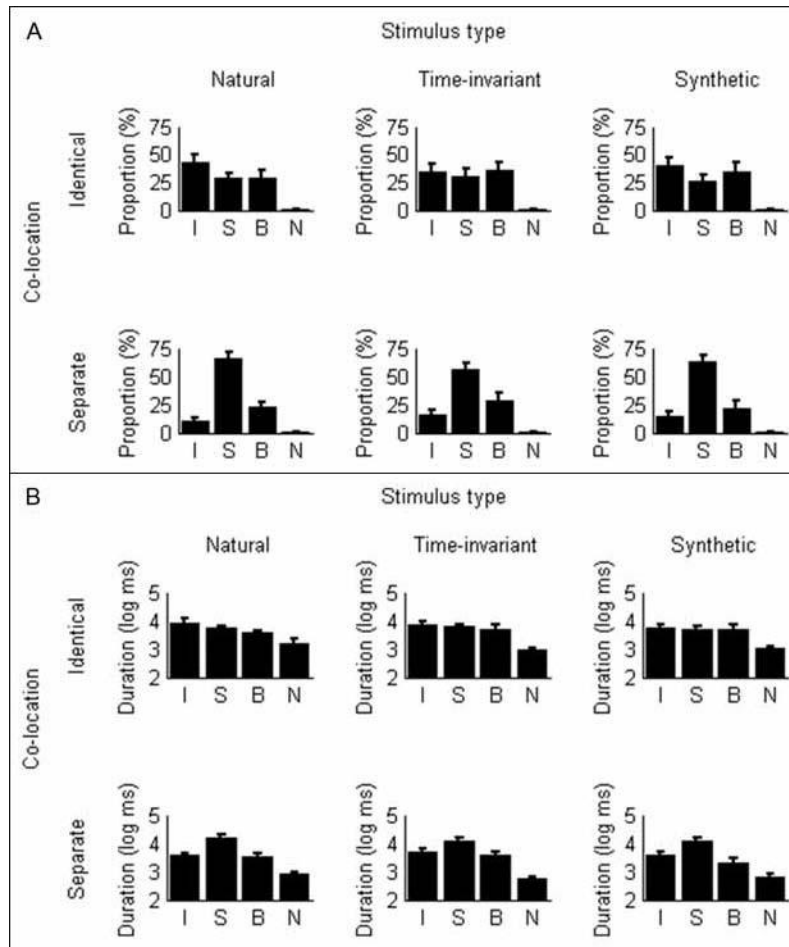 A
Stimulus type
Natural Time-invariant Synthetic
Co-location
Identical
Proportion (%) 75 50 25 0 I S B N
Proportion (%) 75 50 25 0 I S B N
Proportion (%) 75 50 25 0 I S B N
Separate
Proportion (%) 75 50 25 0 I S B N
Proportion (%) 75 50 25 0 I S B N
Proportion (%) 75 50 25 0 I S B N
B
Stimulus type
Natural Time-invariant Synthetic
Co-location
Identical
Duration (log ms) 5 4 3 2 I S B N
Duration (log ms) 5 4 3 2 I S B N
Duration (log ms) 5 4 3 2 I S B N
Separate
Duration (log ms) 5 4 3 2 I S B N
Duration (log ms) 5 4 3 2 I S B N
Duration (log ms) 5 4 3 2 I S B N